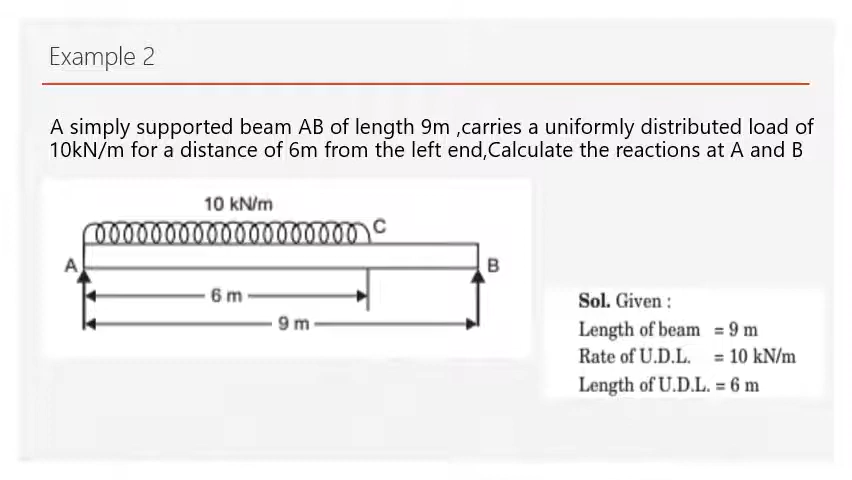 Example 2
A simply supported beam AB of length 9m ,carries a uniformly distributed load of
10kN/m for a distance of 6m from the left end,Calculate the reactions at A and B
10 kN/m
C
A
B
6 m
9 m
Sol. Given :
Length of beam = 9 m
Rate of U.D.L. = 10 kN/m
Length of U.D.L. = 6 m